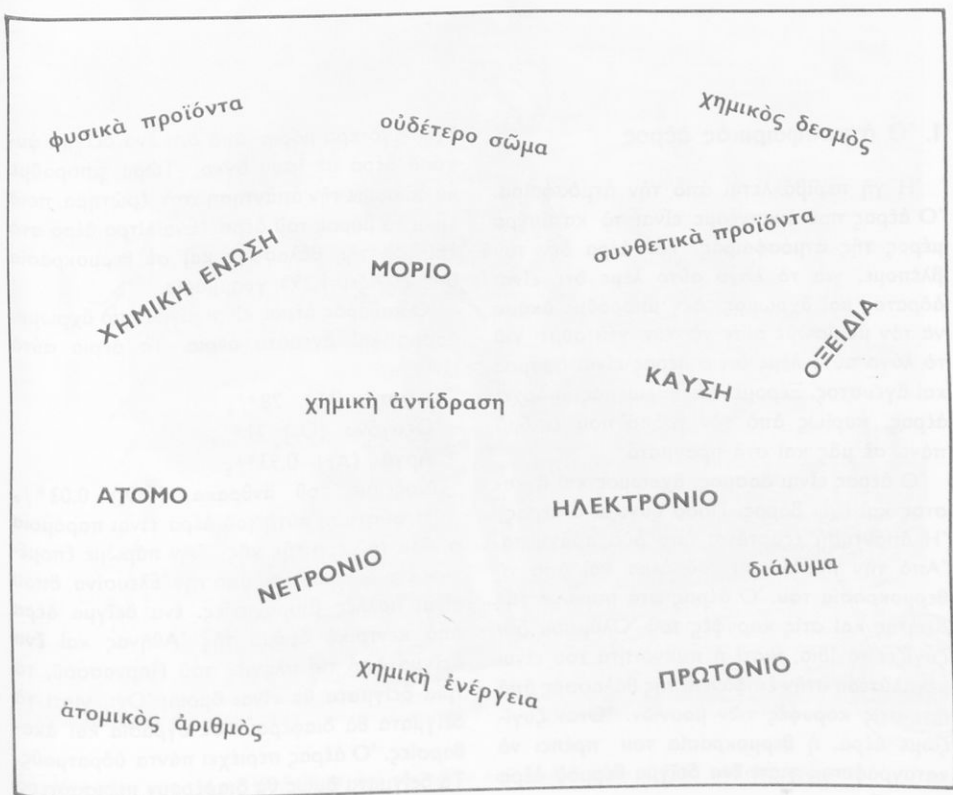 φυσικὰ προϊόντα
οὐδέτερο σῶμα
χημικὸς δεσμὸς
ΧΗΜΙΚΗ ΕΝΩΣΗ
ΜΟΡΙΟ
συνθετικὰ προϊόντα
ΟΞΕΙΔΙΑ
ΚΑΥΣΗ
χημικὴ ἀντίδραση
ΑΤΟΜΟ
ΗΛΕΚΤΡΟΝΙΟ
ΝΕΤΡΟΝΙΟ
διάλυμα
χημικὴ ἐνέργεια
ΠΡΩΤΟΝΙΟ
ἀτομικὸς ἀριθμὸς